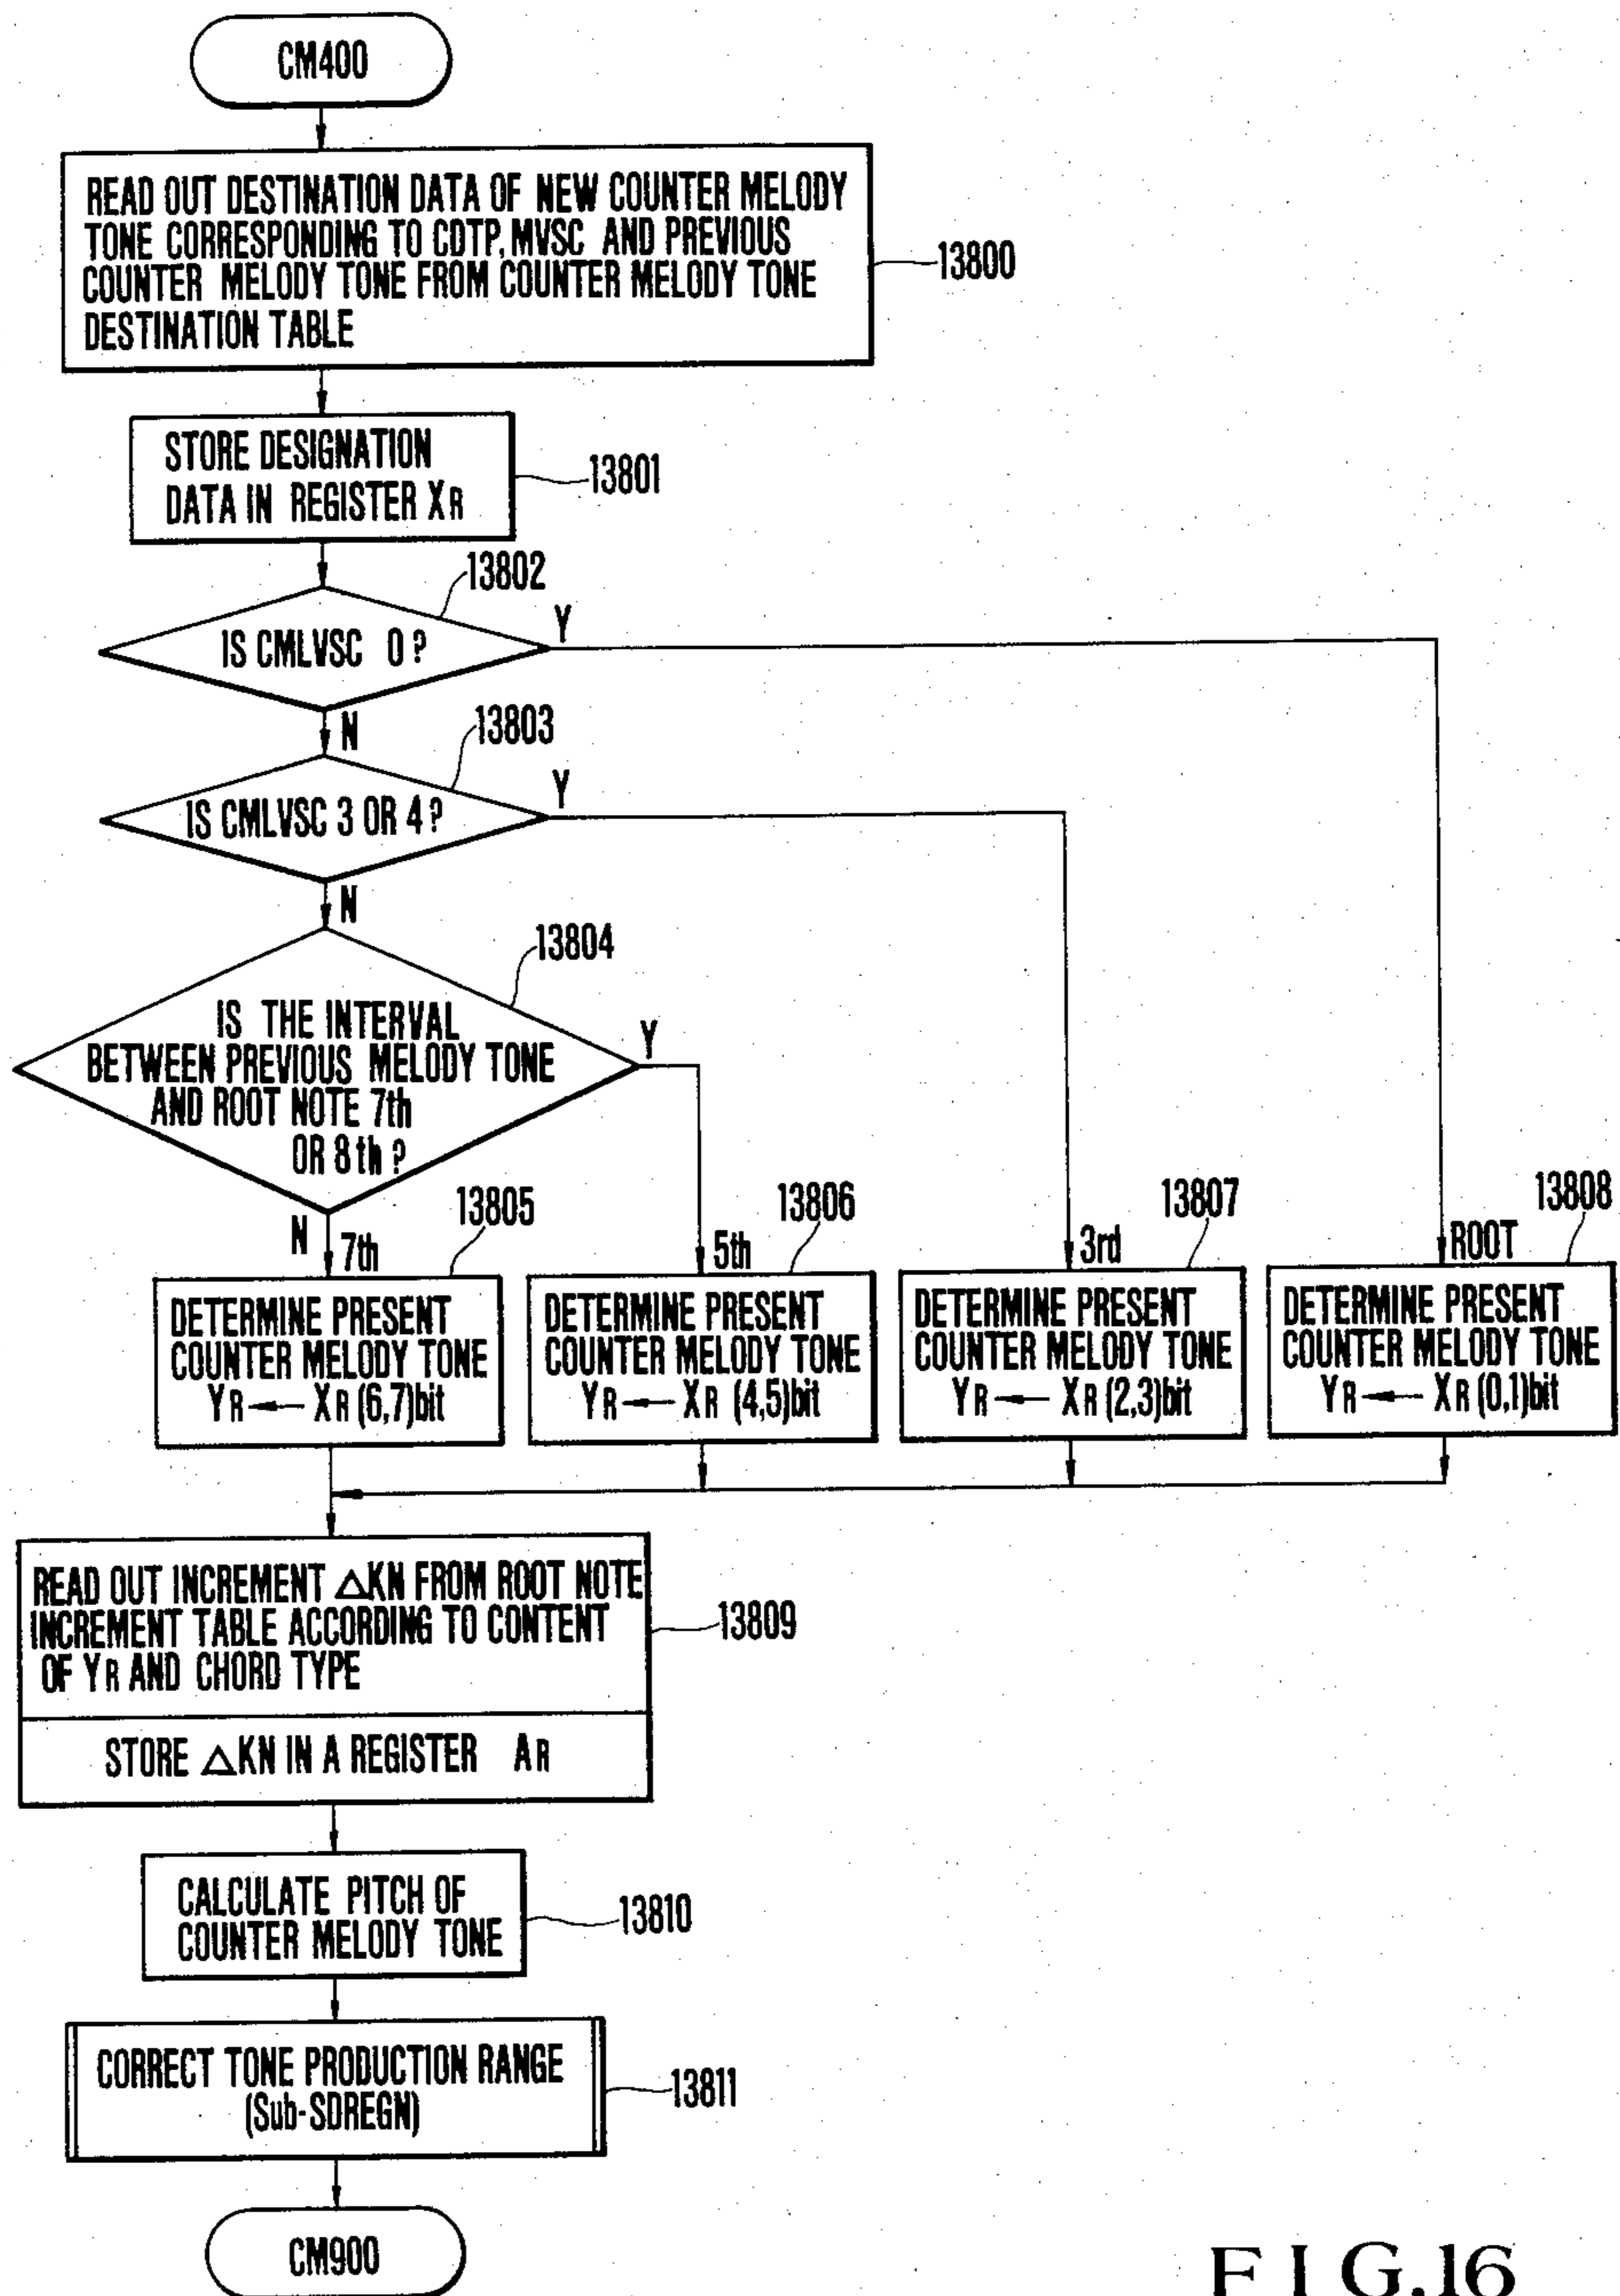 CM400
READ OUT DESTINATION DATA OF NEW COUNTER MELODY
TONE CORRESPONDING TO CDTP, MVSC AND PREVIOUS
COUNTER MELODY TONE FROM COUNTER MELODY TONE
DESTINATION TABLE
13800
STORE DESIGNATION
DATA IN REGISTER XR
13801
13802
IS CMLVSC 0?
Y
N
13803
IS CMLVSC 3 OR 4?
Y
N
13804
IS THE INTERVAL
BETWEEN PREVIOUS MELODY TONE
AND ROOT NOTE 7th
OR 8th?
Y
N
7th
13805
5th
13806
3rd
13807
ROOT
13808
DETERMINE PRESENT
COUNTER MELODY TONE
YR ← XR (6,7)bit
DETERMINE PRESENT
COUNTER MELODY TONE
YR ← XR (4,5)bit
DETERMINE PRESENT
COUNTER MELODY TONE
YR ← XR (2,3)bit
DETERMINE PRESENT
COUNTER MELODY TONE
YR ← XR (0,1)bit
READ OUT INCREMENT △KN FROM ROOT NOTE
INCREMENT TABLE ACCORDING TO CONTENT
OF YR AND CHORD TYPE
13809
STORE △KN IN A REGISTER AR
CALCULATE PITCH OF
COUNTER MELODY TONE
13810
CORRECT TONE PRODUCTION RANGE
(Sub-SDREGN)
13811
CM900
FIG.16